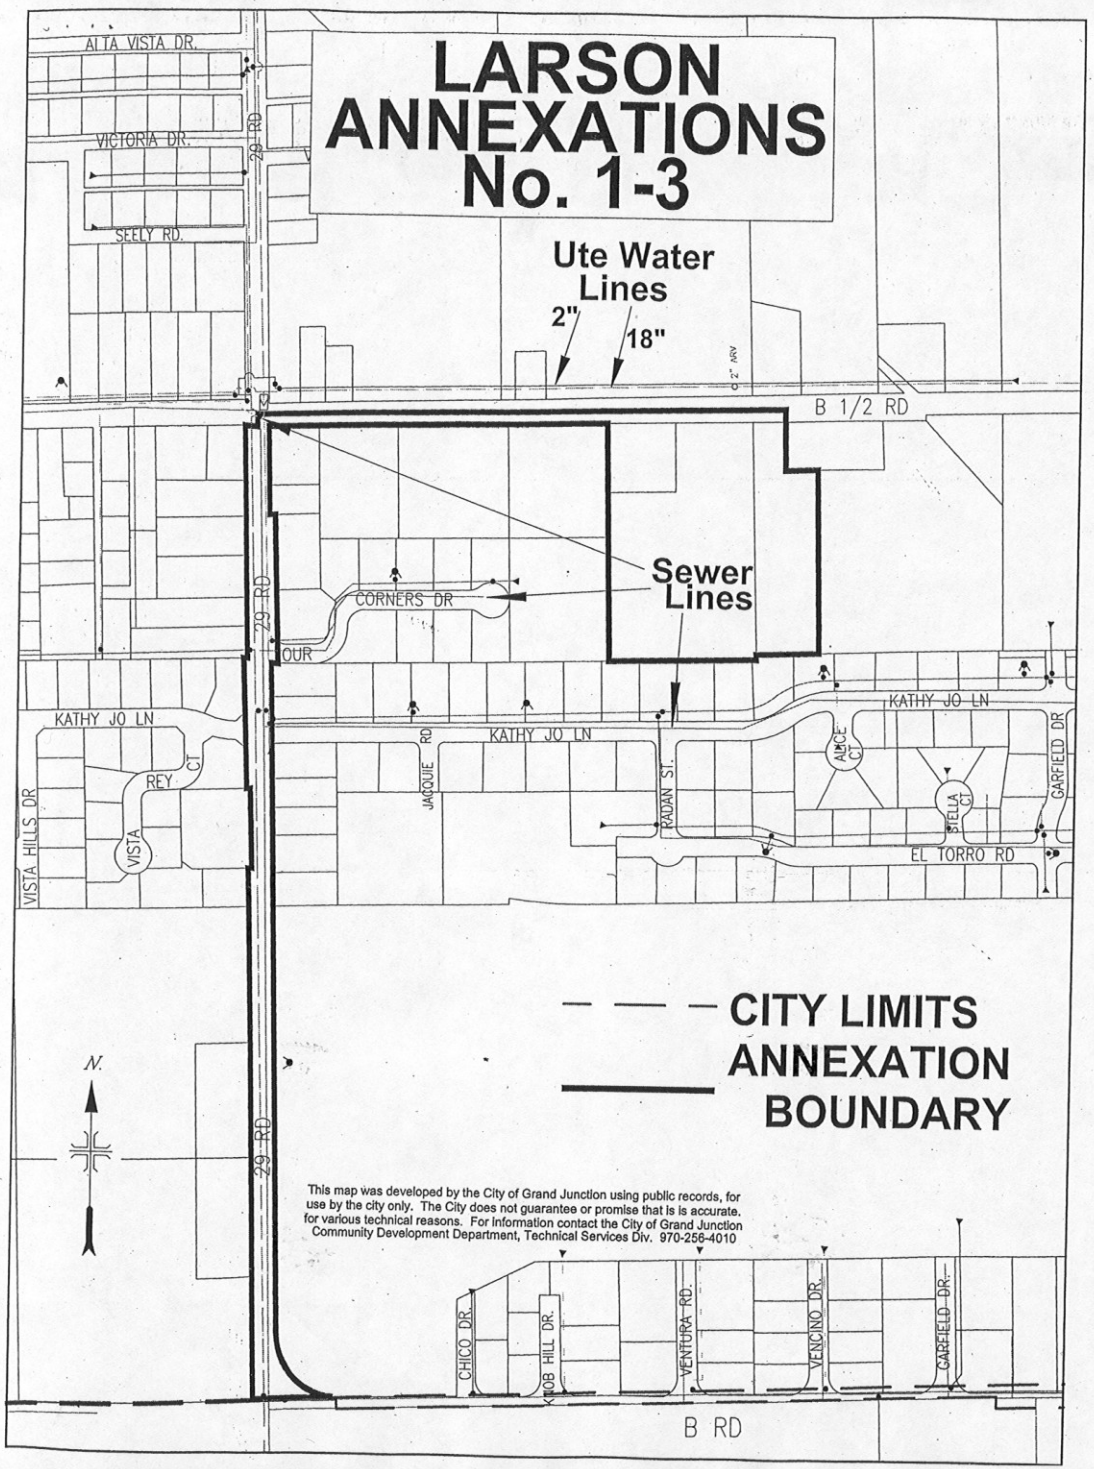 LARSON
ANNEXATIONS
No. 1-3
ALTA VISTA DR.
VICTORIA DR.
SEELY RD.
29 RD
Ute Water
Lines
2"
18"
2" ARV
B 1/2 RD
Sewer
Lines
29 RD
CORNERS DR
OUR
KATHY JO LN
KATHY JO LN
KATHY JO LN
REY
CT
VISTA
VISTA HILLS DR
JACQUIE RD
RADAN ST.
ALICE
CT
STELLA
CT
GARFIELD DR
EL TORRO RD
CITY LIMITS
ANNEXATION
BOUNDARY
N.
29 RD
This map was developed by the City of Grand Junction using public records, for
use by the city only. The City does not guarantee or promise that is is accurate.
for various technical reasons. For Information contact the City of Grand Junction
Community Development Department, Technical Services Div. 970-256-4010
CHICO DR.
KNOB HILL DR.
VENTURA RD.
VENCINO DR.
GARFIELD DR.
B RD